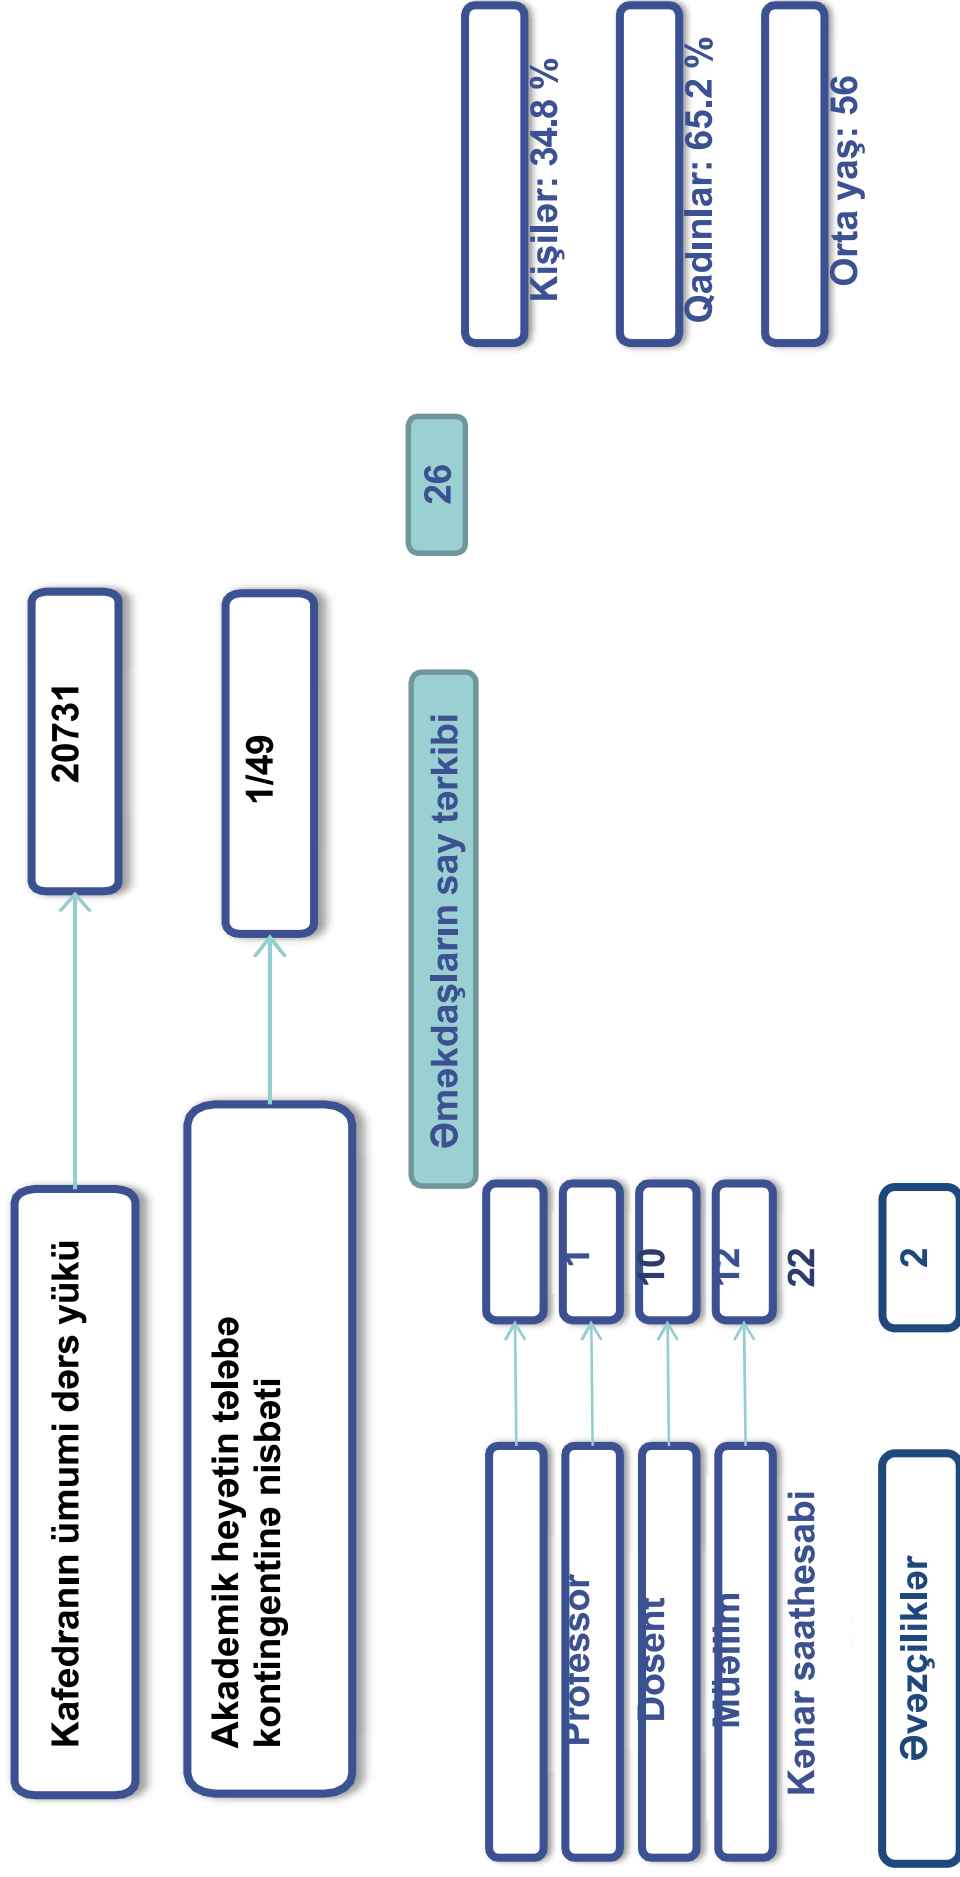 Kafedranın ümumi dərs yükü
20731
Akademik heyətin tələbə
kontingentinə nisbəti
1/49
Əməkdaşların say tərkibi
26
Professor
1
Dosent
10
Müəllim
12
Kənar saathesabi
22
Əvəzçiliklər
2
Kişilər: 34.8 %
Qadınlar: 65.2 %
Orta yaş: 56